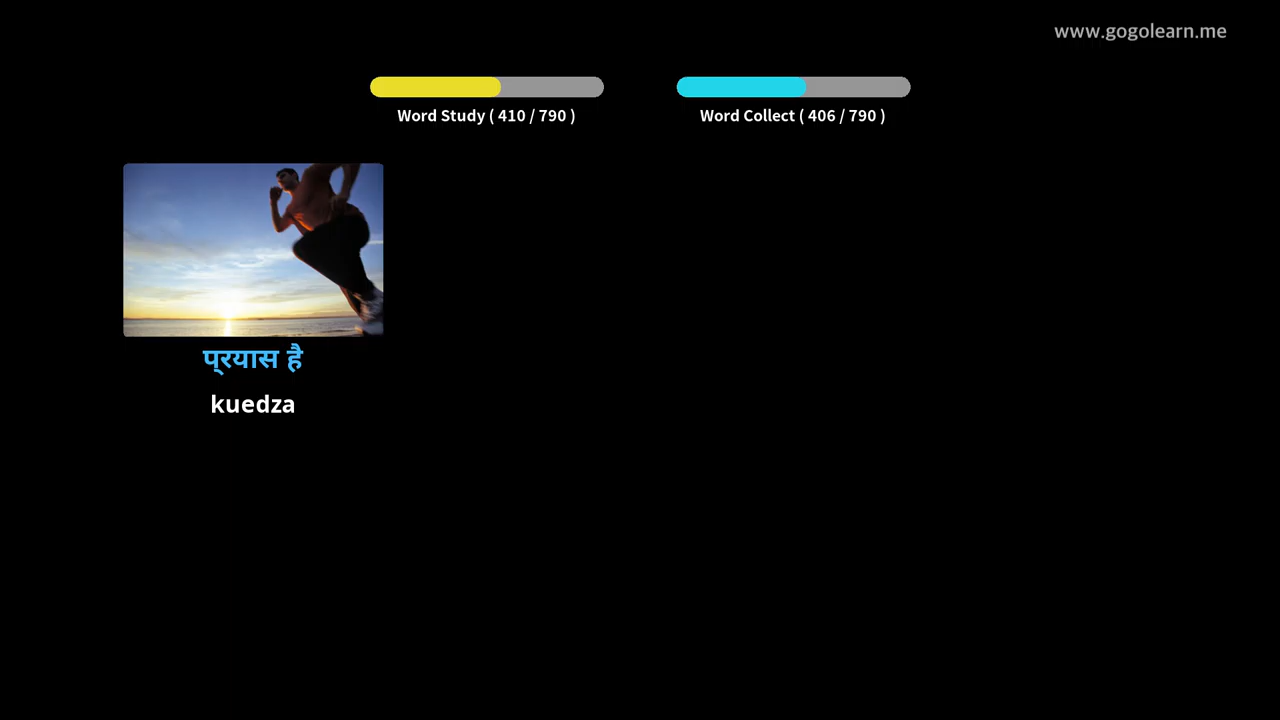 www.gogolearn.me
Word Study ( 410 / 790 )
Word Collect ( 406 / 790 )
प्रयास है
kuedza